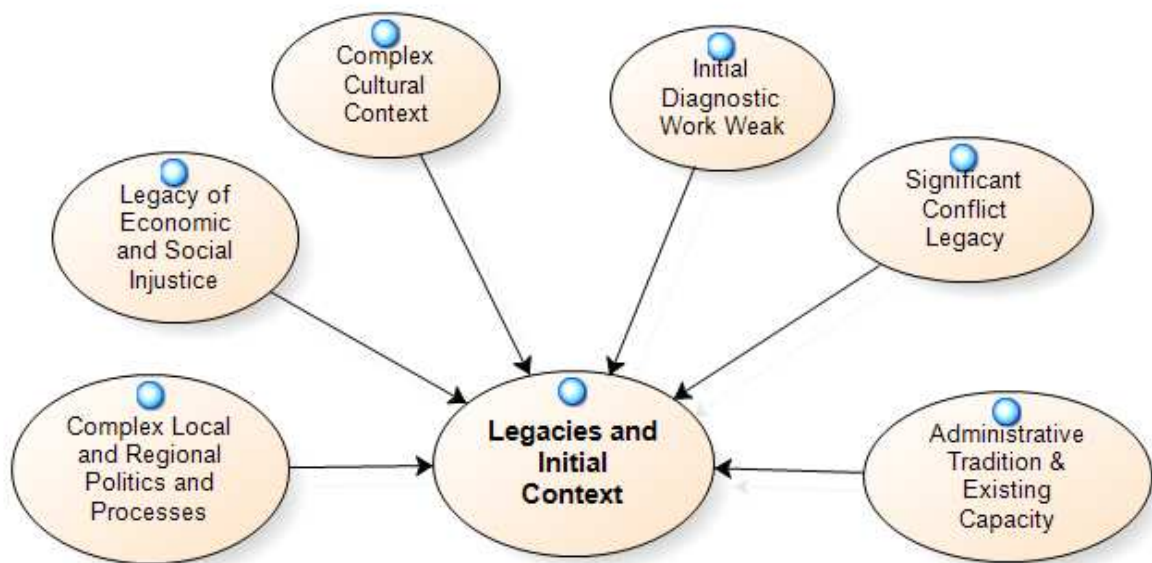 Complex
Cultural
Context
Initial
Diagnostic
Work Weak
Legacy of
Economic
and Social
Injustice
Significant
Conflict
Legacy
Complex Local
and Regional
Politics and
Processes
Legacies and
Initial
Context
Administrative
Tradition &
Existing
Capacity